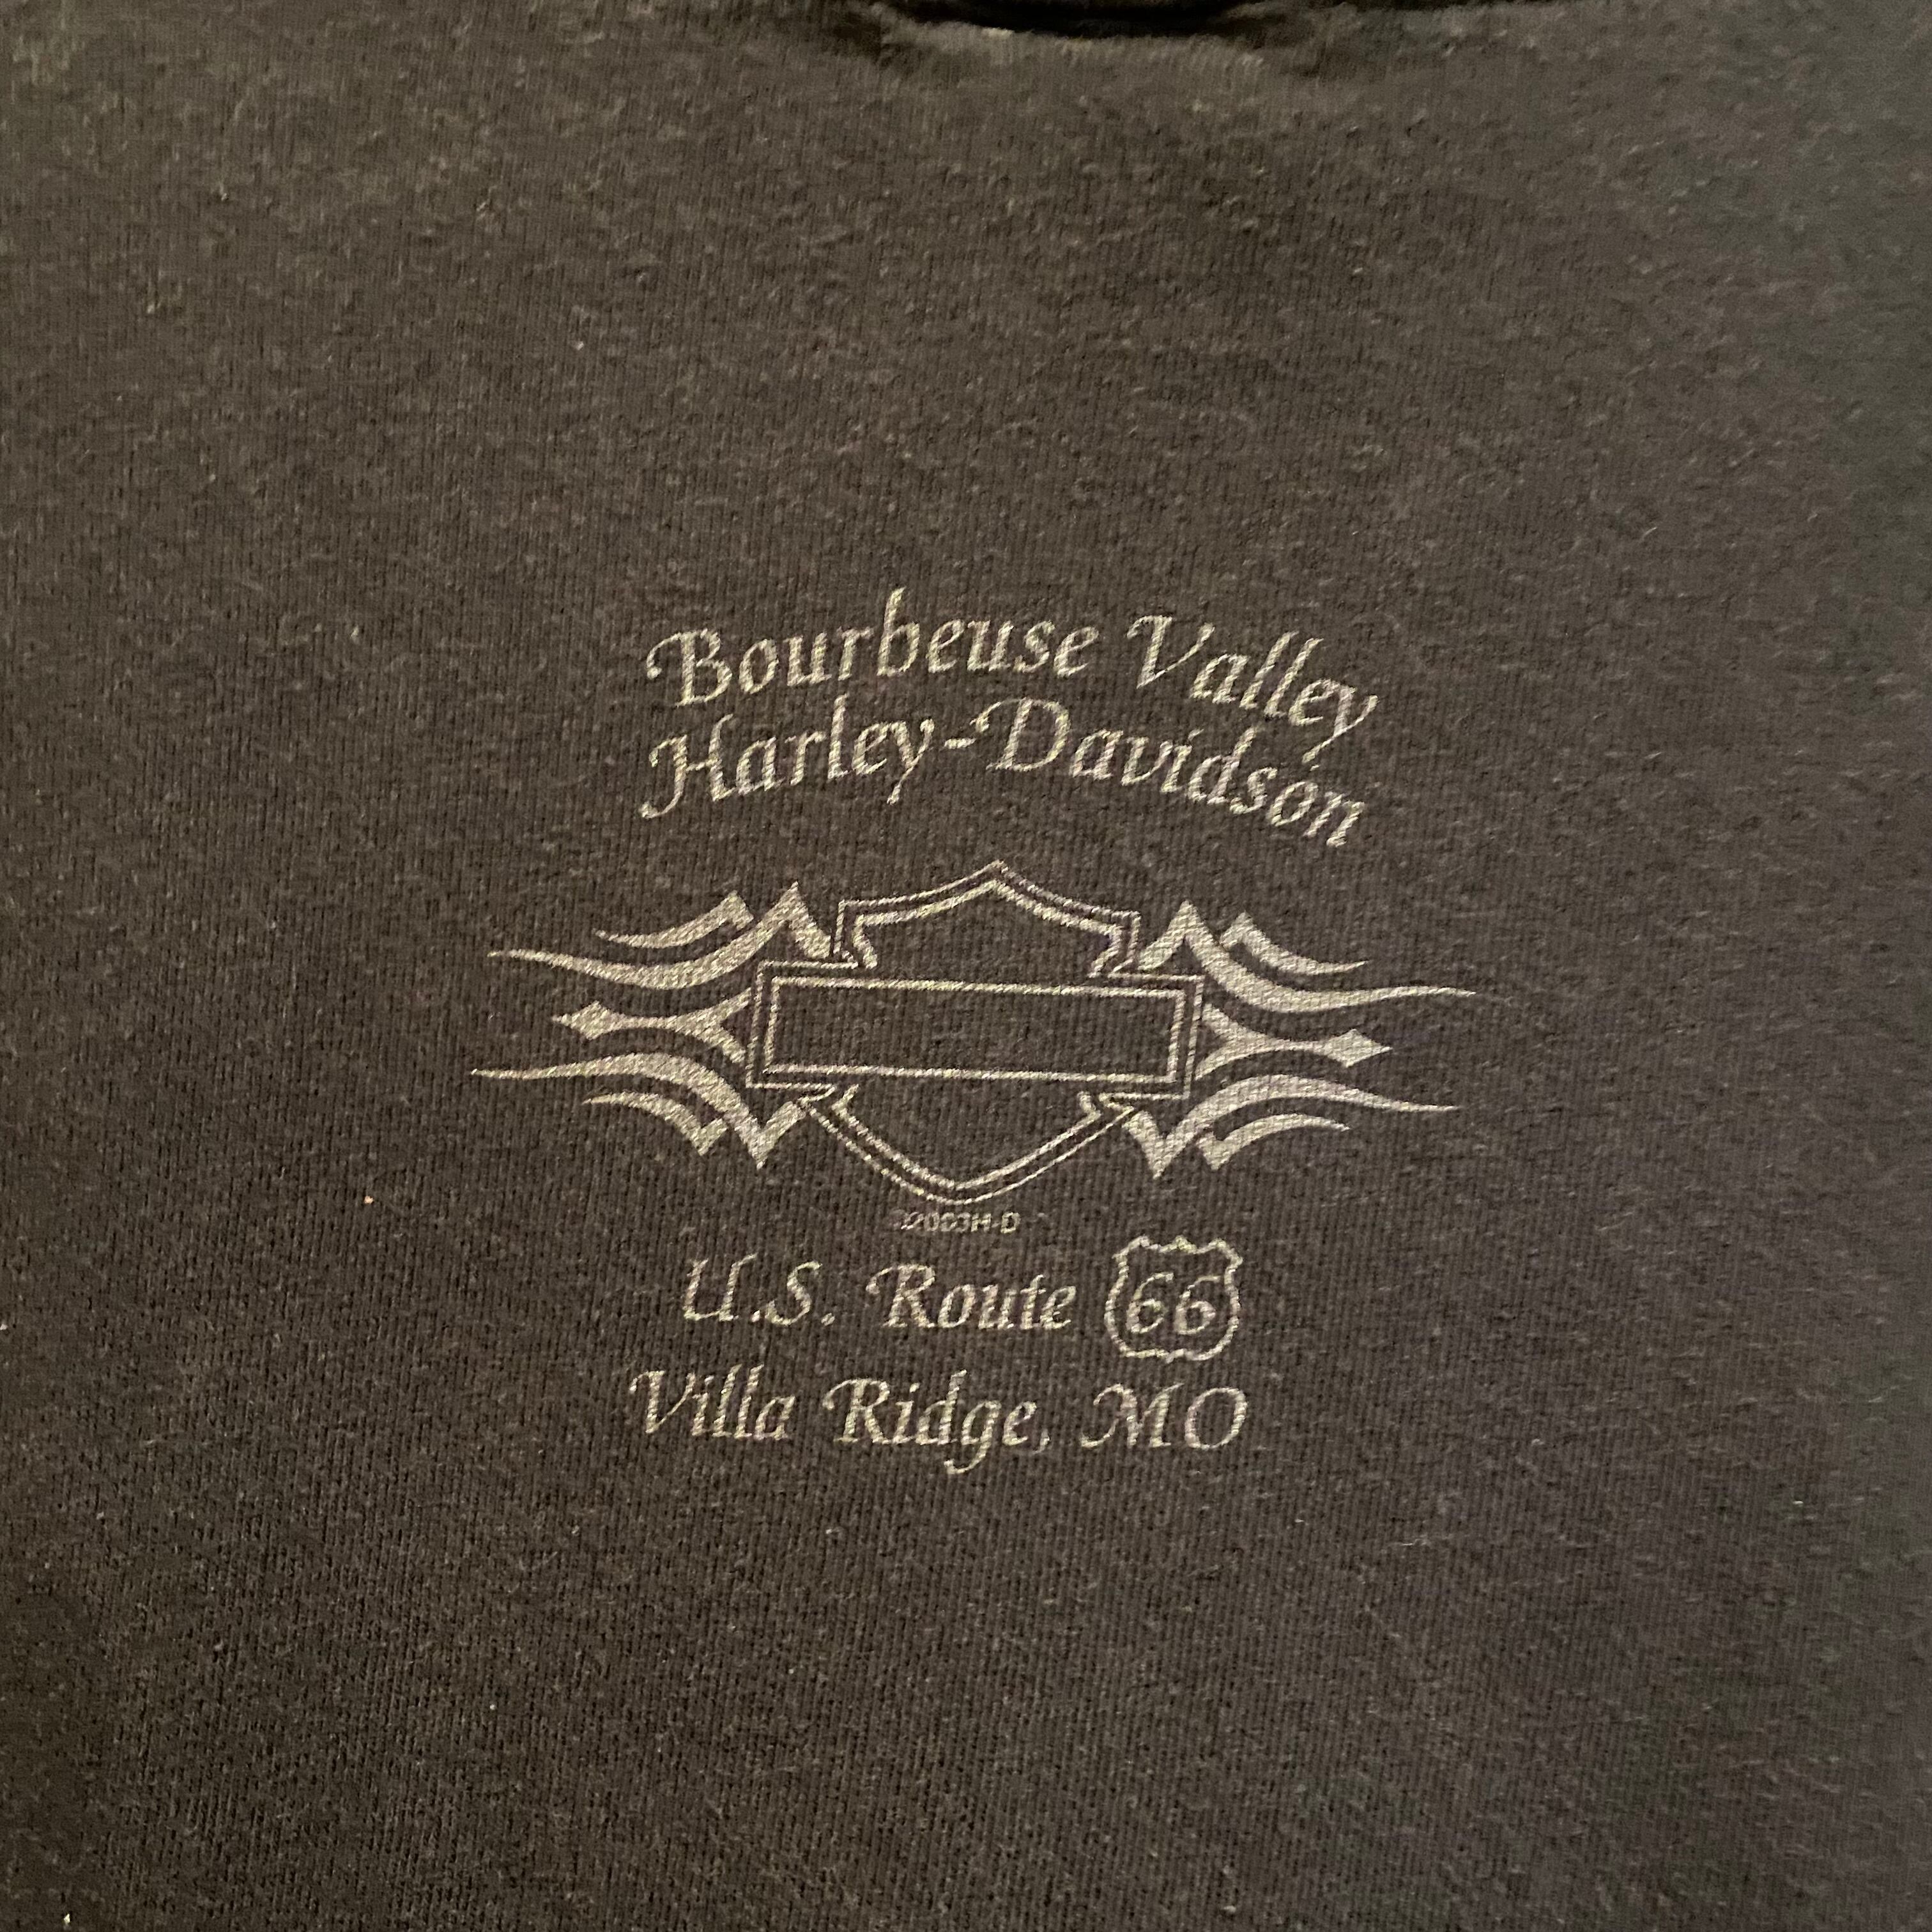 Bourbeuse Valley
Harley-Davidson
©2003H-D
U.S. Route 66
Villa Ridge, MO